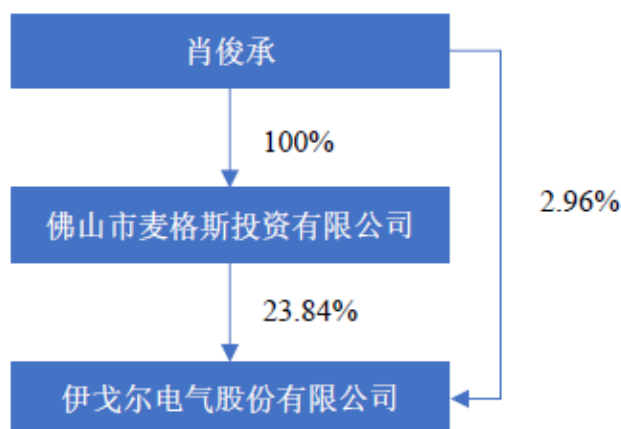 肖俊承
100%
佛山市麦格斯投资有限公司
2.96%
23.84%
伊戈尔电气股份有限公司